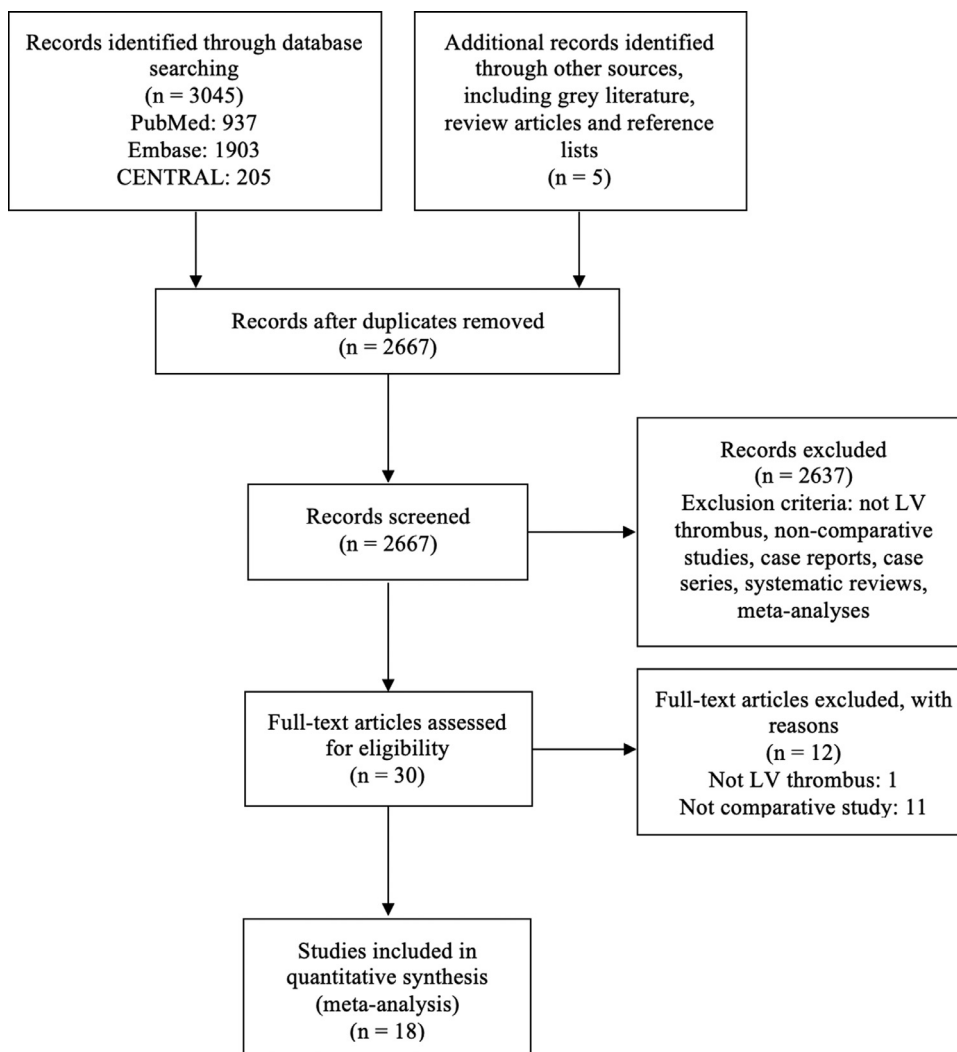 Records identified through database
searching
(n = 3045)
PubMed: 937
Embase: 1903
CENTRAL: 205
Additional records identified
through other sources,
including grey literature,
review articles and reference
lists
(n = 5)
Records after duplicates removed
(n = 2667)
Records excluded
(n = 2637)
Exclusion criteria: not LV
thrombus, non-comparative
studies, case reports, case
series, systematic reviews,
meta-analyses
Records screened
(n = 2667)
Full-text articles assessed
for eligibility
(n = 30)
Full-text articles excluded, with
reasons
(n = 12)
Not LV thrombus: 1
Not comparative study: 11
Studies included in
quantitative synthesis
(meta-analysis)
(n = 18)